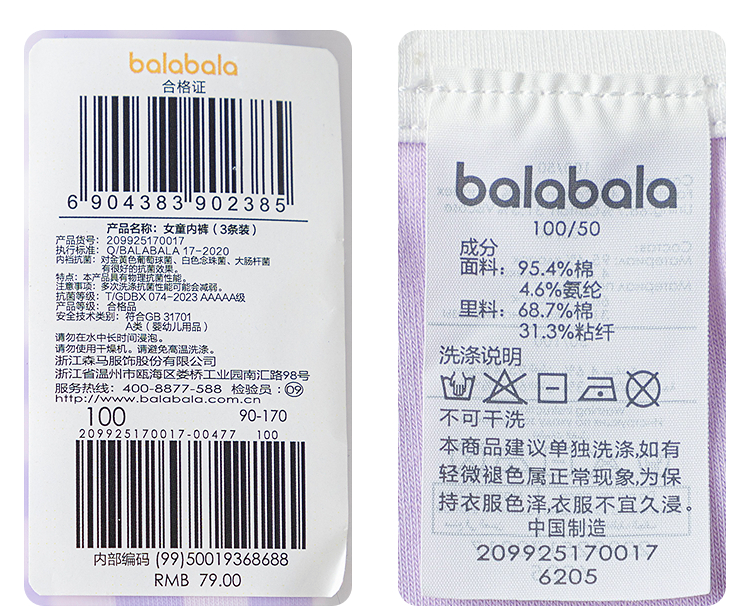 balabala
合格证
6 904383 902385
产品名称：女童内裤（3条装）
产品货号：209925170017
执行标准：Q/BALABALA 17-2020
内裆抗菌：对金黄色葡萄球菌、白色念珠菌、大肠杆菌
有很好的抗菌效果。
特点：本产品具有物理抗菌性能。
注意事项：多次洗涤抗菌性能可能会减弱。
抗菌等级：T/GDBX 074-2023 AAAAA级
产品等级：合格品
安全技术类别：符合GB 31701
A类（婴幼儿用品）
请勿在水中长时间浸泡。
请勿使用干燥机。请避免高温洗涤。
浙江森马服饰股份有限公司
浙江省温州市瓯海区娄桥工业园南汇路98号
服务热线：400-8877-588 检验员：09
http://www.balabala.com.cn
100 90-170
209925170017-00477 100
内部编码 (99)50019368688
RMB 79.00
balabala
100/50
成分
面料：95.4%棉
4.6%氨纶
里料：68.7%棉
31.3%粘纤
洗涤说明
不可干洗
本商品建议单独洗涤,如有
轻微褪色属正常现象,为保
持衣服色泽,衣服不宜久浸。
中国制造
209925170017
6205